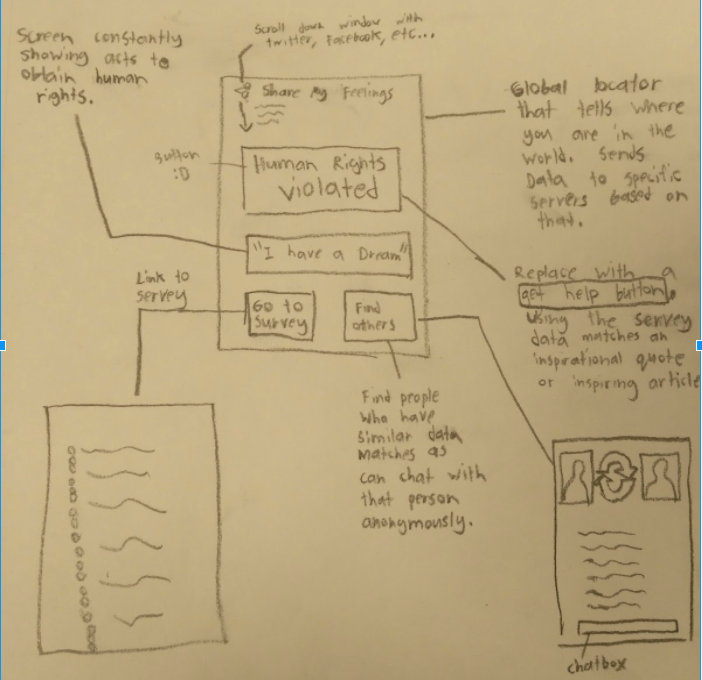 Scroll down window with
twitter, Facebook, etc...
Screen constantly
showing acts to
obtain human
rights.
Share My Feelings
Button
:D
Human Rights
violated
"I have a Dream"
Go to
survey
Find
others
Link to
servey
Global locator
that tells where
you are in the
world. Sends
Data to specific
servers based on
that.
Replace with a
get help button.
Using the servey
data matches an
inspirational quote
or inspiring article
Find people
who have
similar data
matches as
can chat with
that person
anonymously.
chatbox